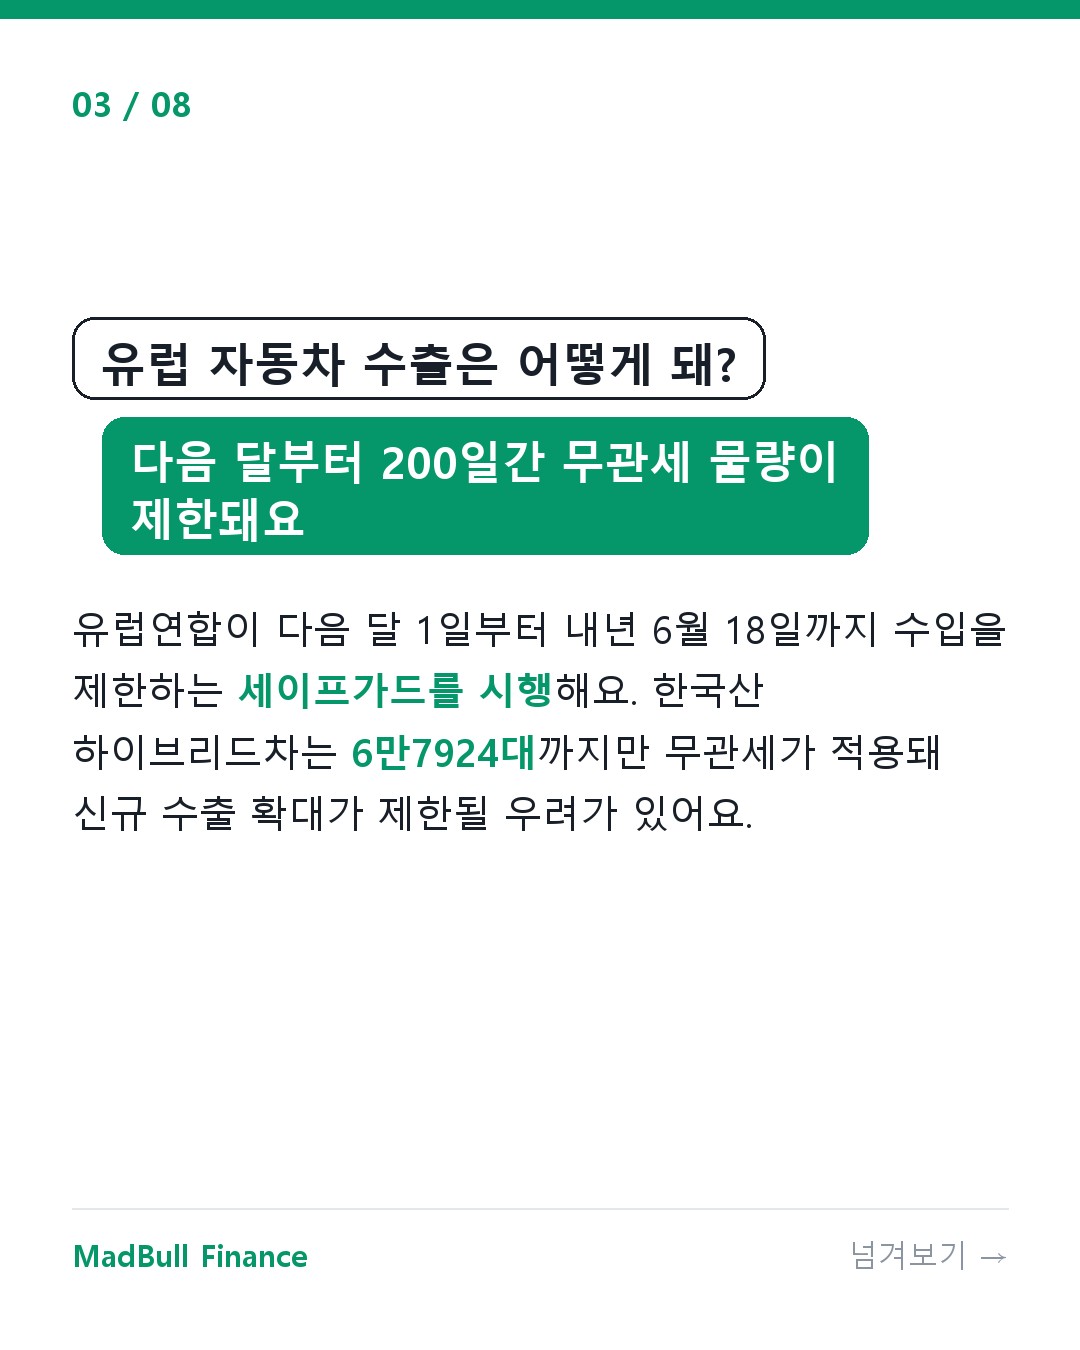 03 / 08
유럽 자동차 수출은 어떻게 돼?
다음 달부터 200일간 무관세 물량이
제한돼요
유럽연합이 다음 달 1일부터 내년 6월 18일까지 수입을
제한하는 세이프가드를 시행해요. 한국산
하이브리드차는 6만7924대까지만 무관세가 적용돼
신규 수출 확대가 제한될 우려가 있어요.
MadBull Finance
넘겨보기 →